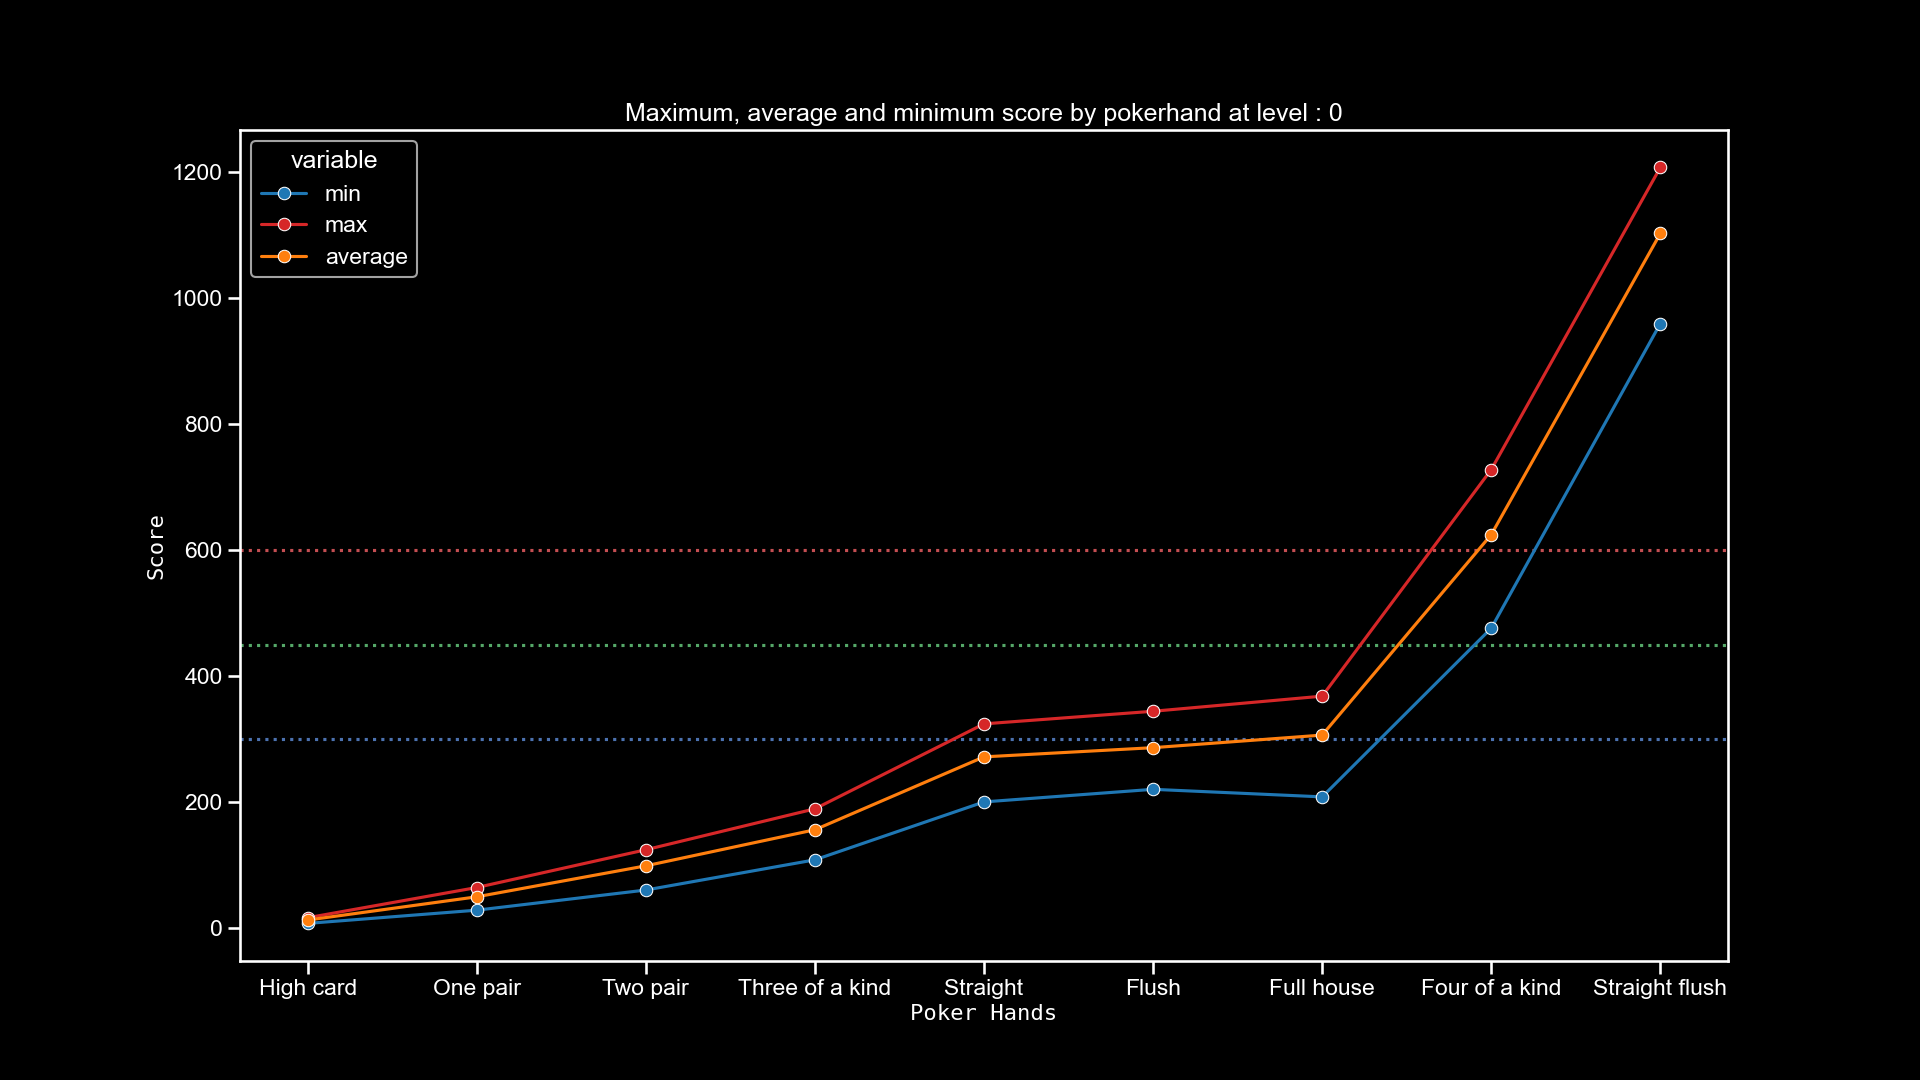 Maximum, average and minimum score by pokerhand at level : 0
variable
min
max
average
1200
1000
800
600
400
200
0
Score
High card One pair Two pair Three of a kind Straight Flush Full house Four of a kind Straight flush
Poker Hands